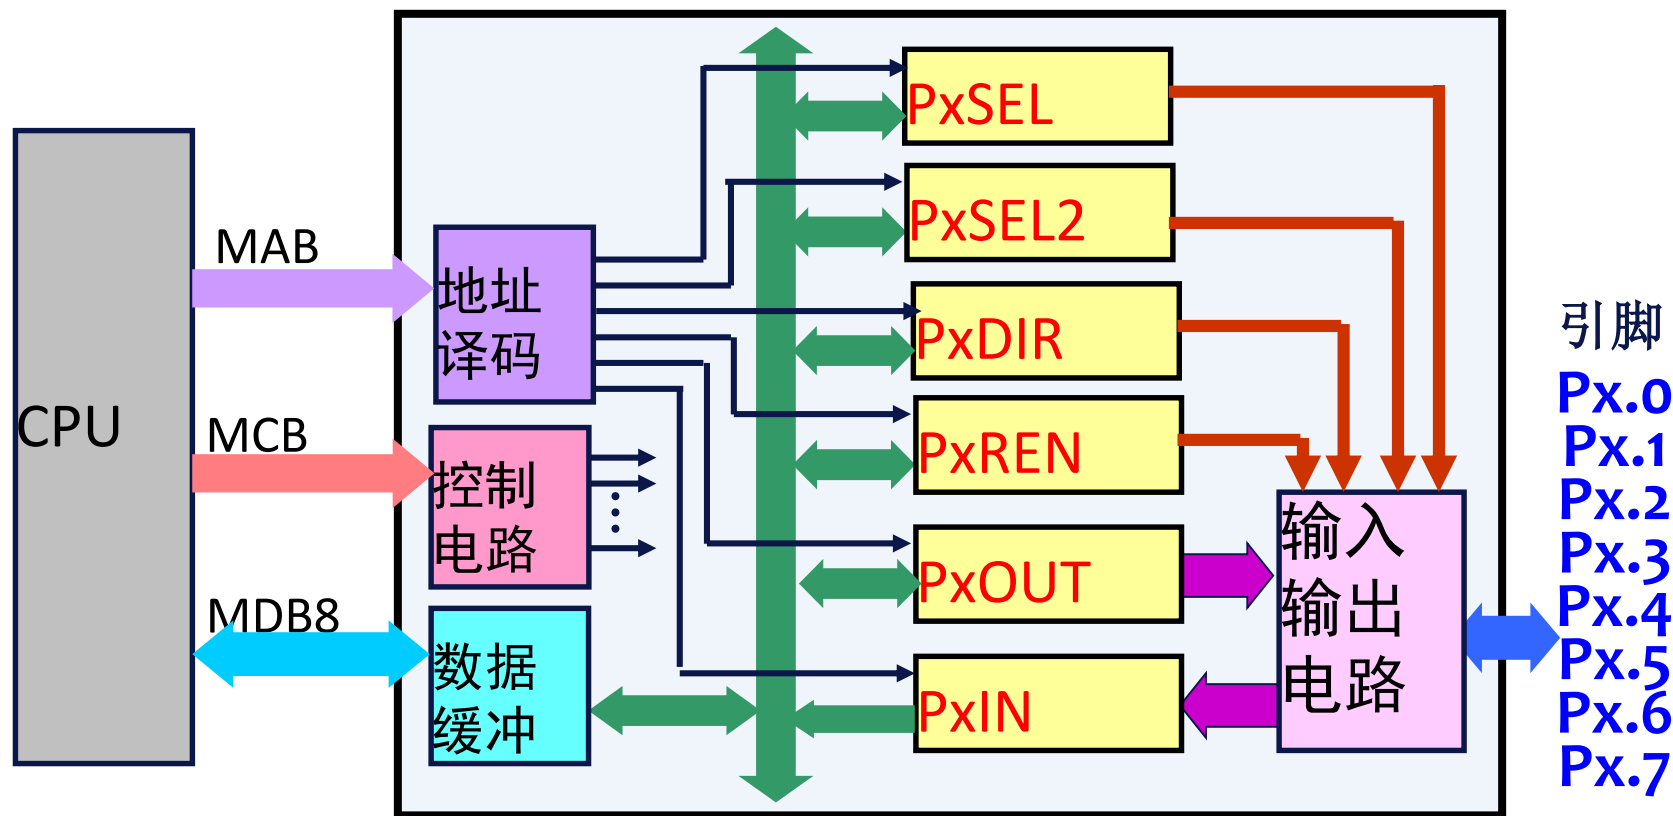 CPU
MAB
MCB
MDB8
地址
译码
控制
电路
数据
缓冲
PxSEL
PxSEL2
PxDIR
PxREN
PxOUT
PxIN
输入
输出
电路
引脚
Px.0
Px.1
Px.2
Px.3
Px.4
Px.5
Px.6
Px.7